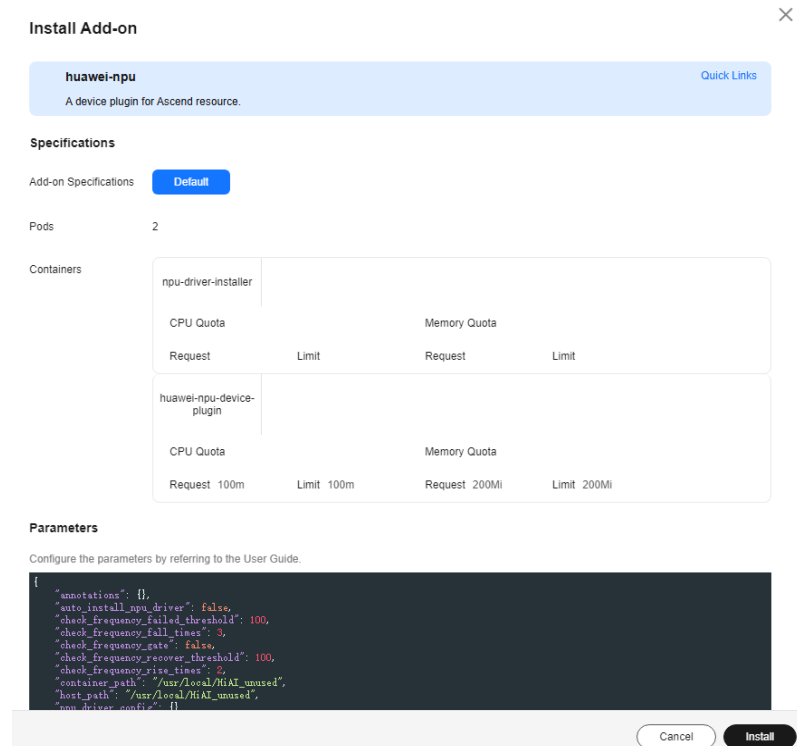 Install Add-on
huawei-npu
Quick Links
A device plugin for Ascend resource.
Specifications
Add-on Specifications Default
Pods 2
Containers
npu-driver-installer
CPU Quota Memory Quota
Request Limit Request Limit
huawei-npu-device-
plugin
CPU Quota Memory Quota
Request 100m Limit 100m Request 200Mi Limit 200Mi
Parameters
Configure the parameters by referring to the User Guide.
{
"annotations": {},
"auto_install_npu_driver": false,
"check_frequency_failed_threshold": 100,
"check_frequency_fall_times": 3,
"check_frequency_gate": false,
"check_frequency_recover_threshold": 100,
"check_frequency_rise_times": 2,
"container_path": "/usr/local/HiAI_unused",
"host_path": "/usr/local/HiAI_unused",
"npu_driver_config": {}
Cancel Install